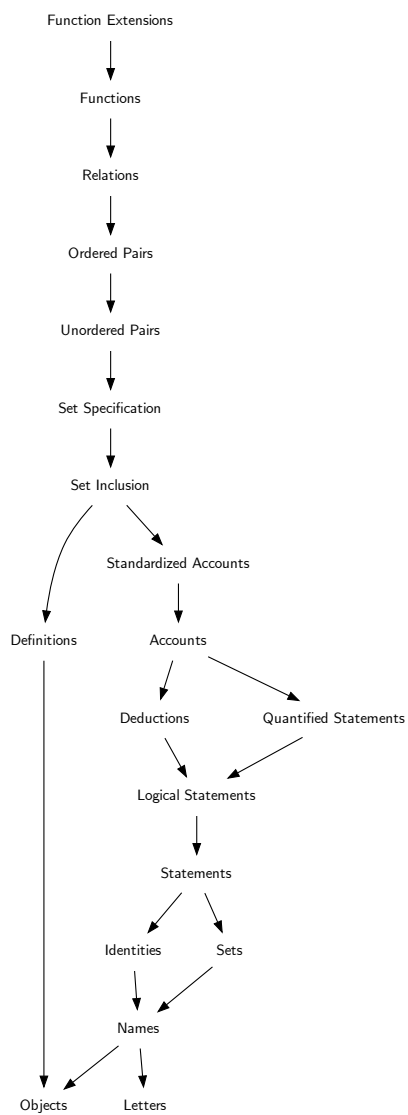 Function Extensions
Functions
Relations
Ordered Pairs
Unordered Pairs
Set Specification
Set Inclusion
Standardized Accounts
Definitions
Accounts
Deductions
Quantified Statements
Logical Statements
Statements
Identities
Sets
Names
Objects
Letters